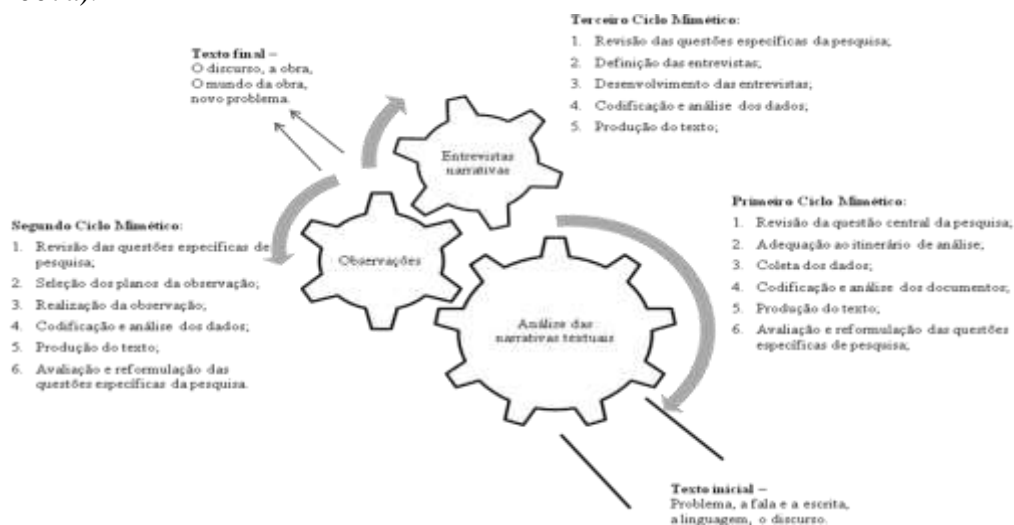 Terceiro Ciclo Mimético:
1. Revisão das questões específicas da pesquisa;
2. Definição das entrevistas;
3. Desenvolvimento das entrevistas;
4. Codificação e análise dos dados;
5. Produção do texto;
Texto final –
O discurso, a obra,
O mundo da obra,
novo problema.
Entrevistas
narrativas
Segundo Ciclo Mimético:
1. Revisão das questões específicas de
pesquisa;
2. Seleção dos planos da observação;
3. Realização da observação;
4. Codificação e análise dos dados;
5. Produção do texto;
6. Avaliação e reformulação das
questões específicas da pesquisa.
Observações
Primeiro Ciclo Mimético:
1. Revisão da questão central da pesquisa;
2. Adequação ao itinerário de análise;
3. Coleta dos dados;
4. Codificação e análise dos documentos;
5. Produção do texto;
6. Avaliação e reformulação das questões
específicas de pesquisa;
Análise das
narrativas textuais
Texto inicial –
Problema, a fala e a escrita,
a linguagem, o discurso.